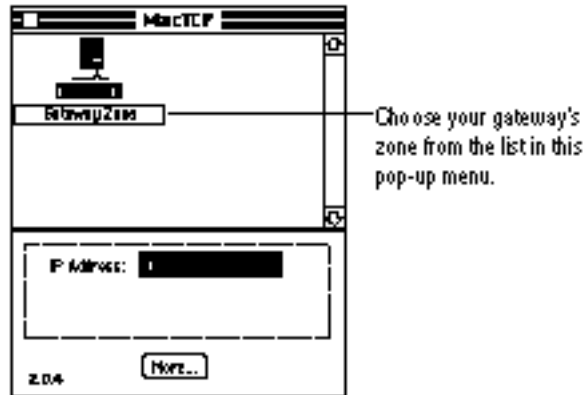 MacTCP
GatewayZone
Choose your gateway's
zone from the list in this
pop-up menu.
IP Address:
More...
2.0.4